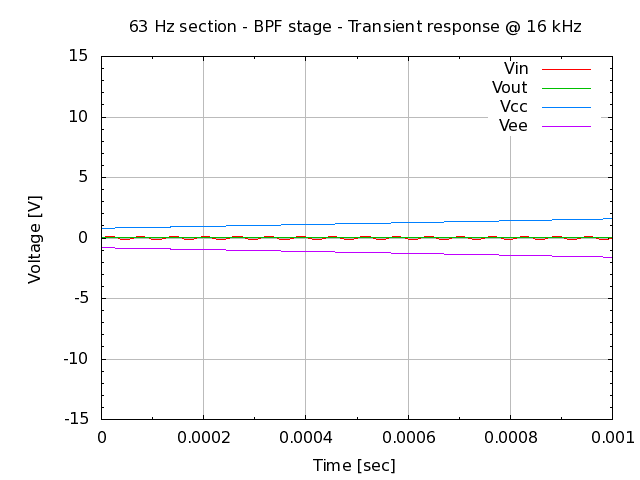 63 Hz section - BPF stage - Transient response @ 16 kHz
Vin
Vout
Vcc
Vee
15
10
5
0
-5
-10
-15
Voltage [V]
0 0.0002 0.0004 0.0006 0.0008 0.001
Time [sec]